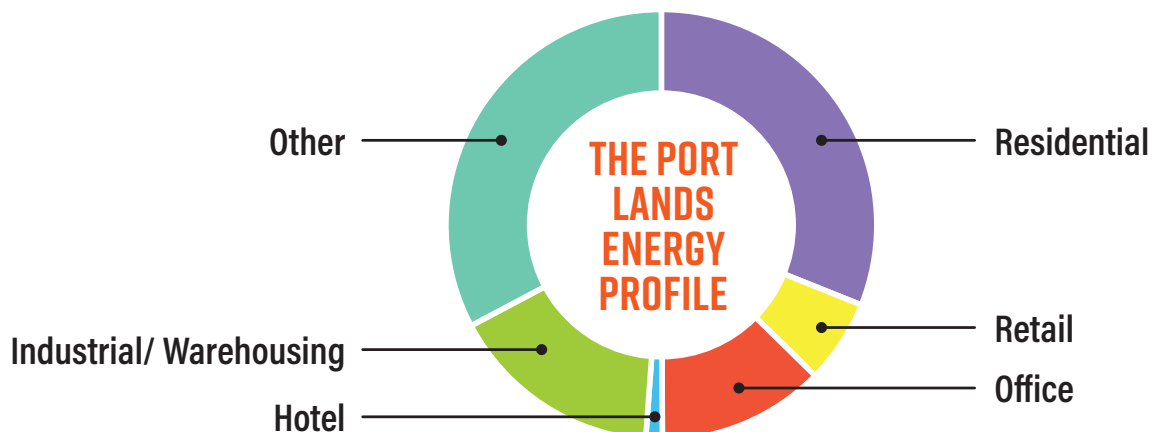 Other
THE PORT
LANDS
ENERGY
PROFILE
Residential
Industrial/ Warehousing
Retail
Hotel
Office